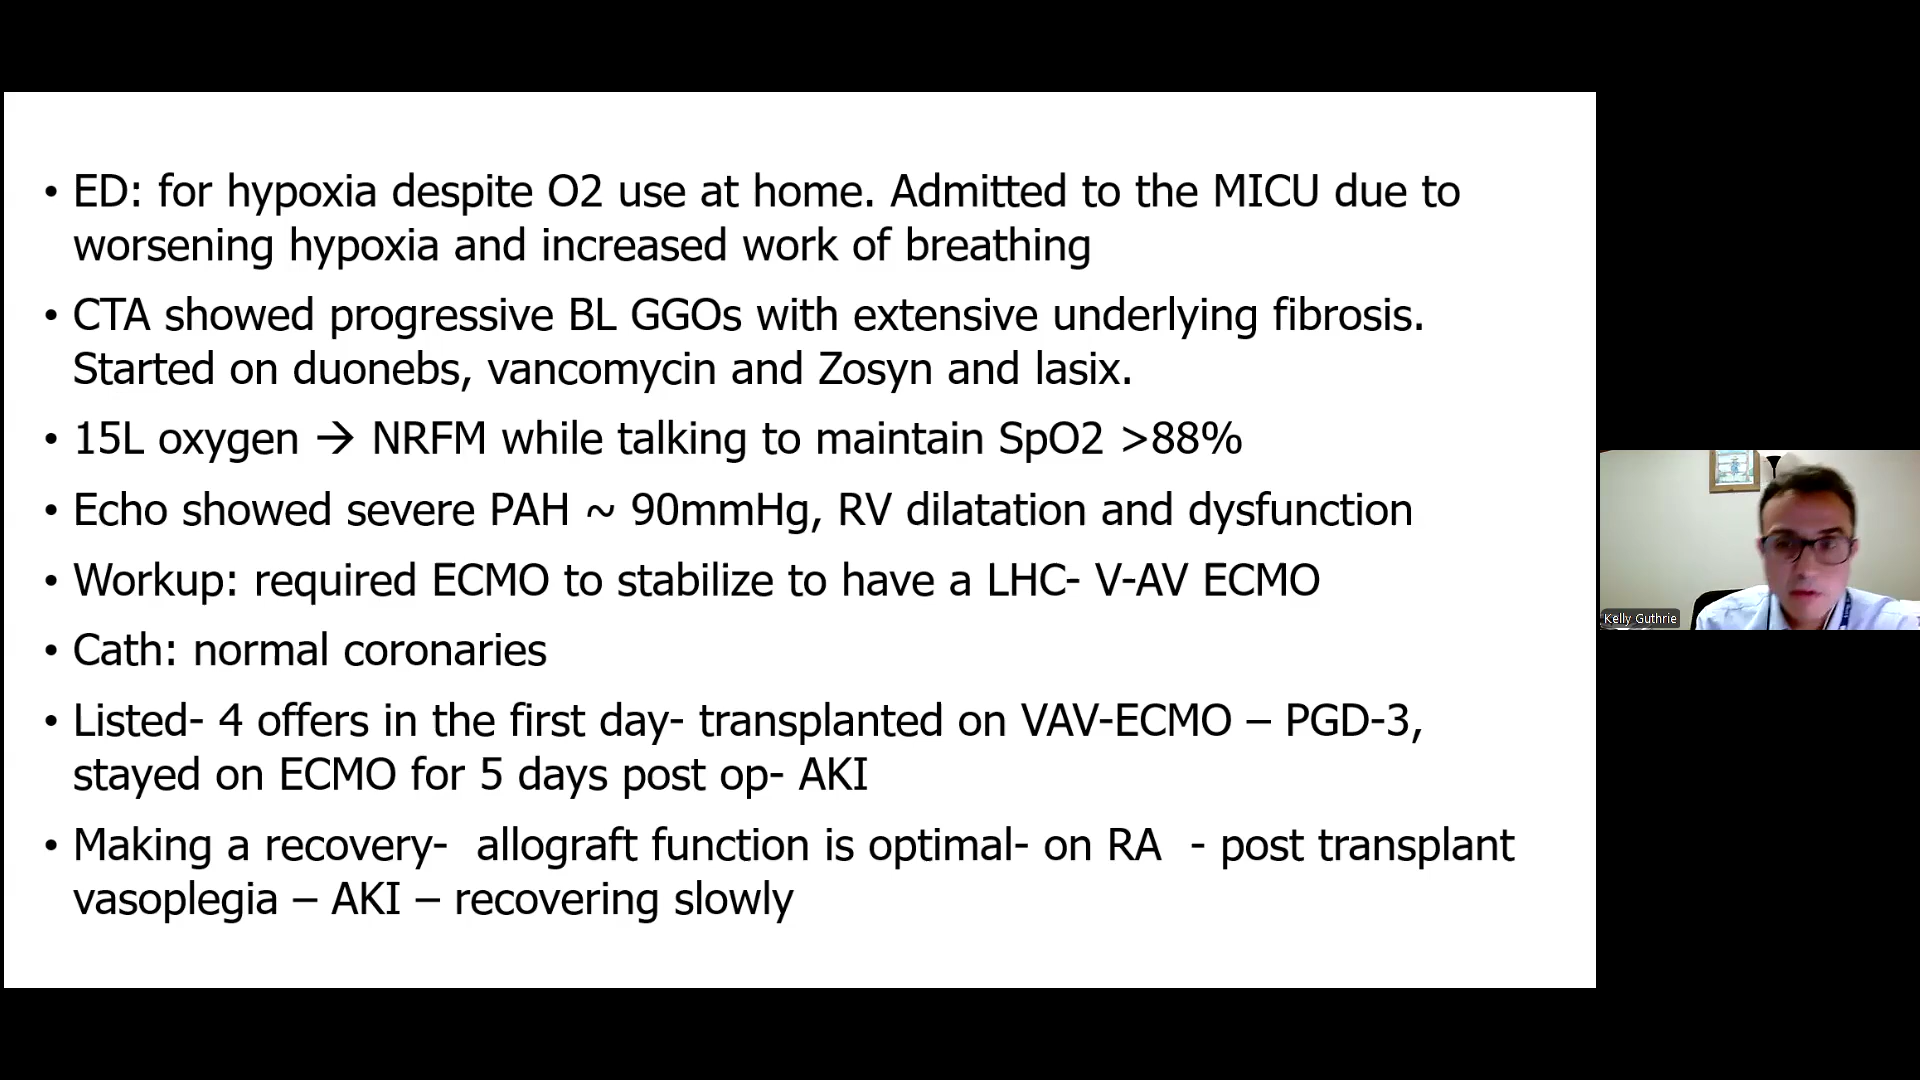 • ED: for hypoxia despite O2 use at home. Admitted to the MICU due to
worsening hypoxia and increased work of breathing
• CTA showed progressive BL GGOs with extensive underlying fibrosis.
Started on duonebs, vancomycin and Zosyn and lasix.
• 15L oxygen → NRFM while talking to maintain SpO2 >88%
• Echo showed severe PAH ~ 90mmHg, RV dilatation and dysfunction
• Workup: required ECMO to stabilize to have a LHC- V-AV ECMO
• Cath: normal coronaries
• Listed- 4 offers in the first day- transplanted on VAV-ECMO – PGD-3,
stayed on ECMO for 5 days post op- AKI
• Making a recovery-  allograft function is optimal- on RA  - post transplant
vasoplegia – AKI – recovering slowly
Kelly Guthrie